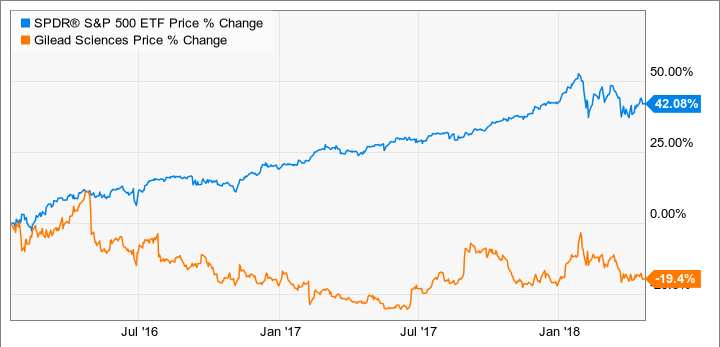 SPDR® S&P 500 ETF Price % Change
Gilead Sciences Price % Change
50.00%
42.08%
25.00%
0.00%
-19.4%
Jul '16
Jan '17
Jul '17
Jan '18